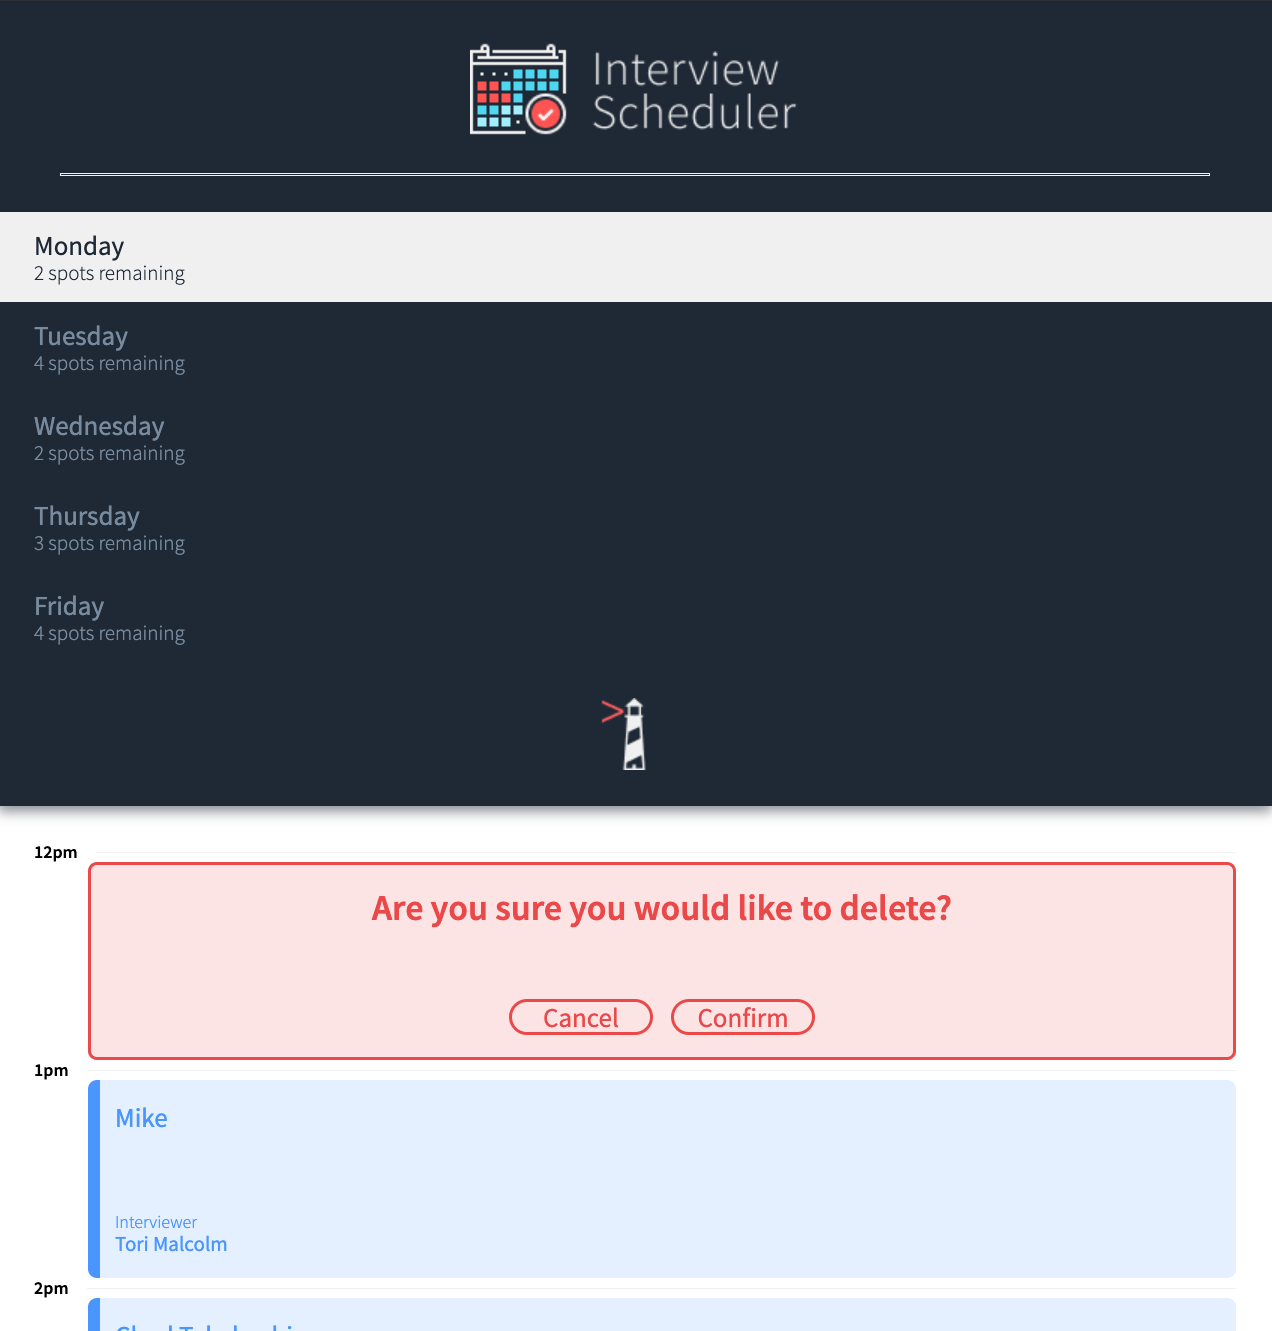 Interview
Scheduler
Monday
2 spots remaining
Tuesday
4 spots remaining
Wednesday
2 spots remaining
Thursday
3 spots remaining
Friday
4 spots remaining
12pm
Are you sure you would like to delete?
Cancel Confirm
1pm
Mike
Interviewer
Tori Malcolm
2pm